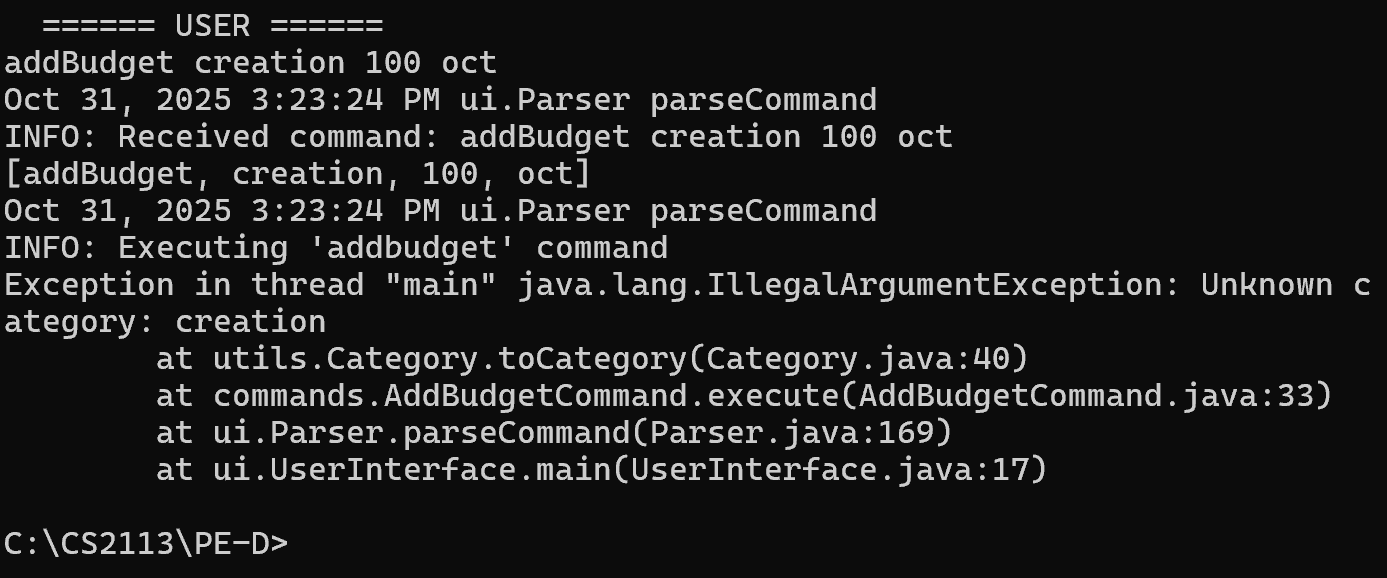 ====== USER ======
addBudget creation 100 oct
Oct 31, 2025 3:23:24 PM ui.Parser parseCommand
INFO: Received command: addBudget creation 100 oct
[addBudget, creation, 100, oct]
Oct 31, 2025 3:23:24 PM ui.Parser parseCommand
INFO: Executing 'addbudget' command
Exception in thread "main" java.lang.IllegalArgumentException: Unknown c
ategory: creation
        at utils.Category.toCategory(Category.java:40)
        at commands.AddBudgetCommand.execute(AddBudgetCommand.java:33)
        at ui.Parser.parseCommand(Parser.java:169)
        at ui.UserInterface.main(UserInterface.java:17)
C:\CS2113\PE-D>